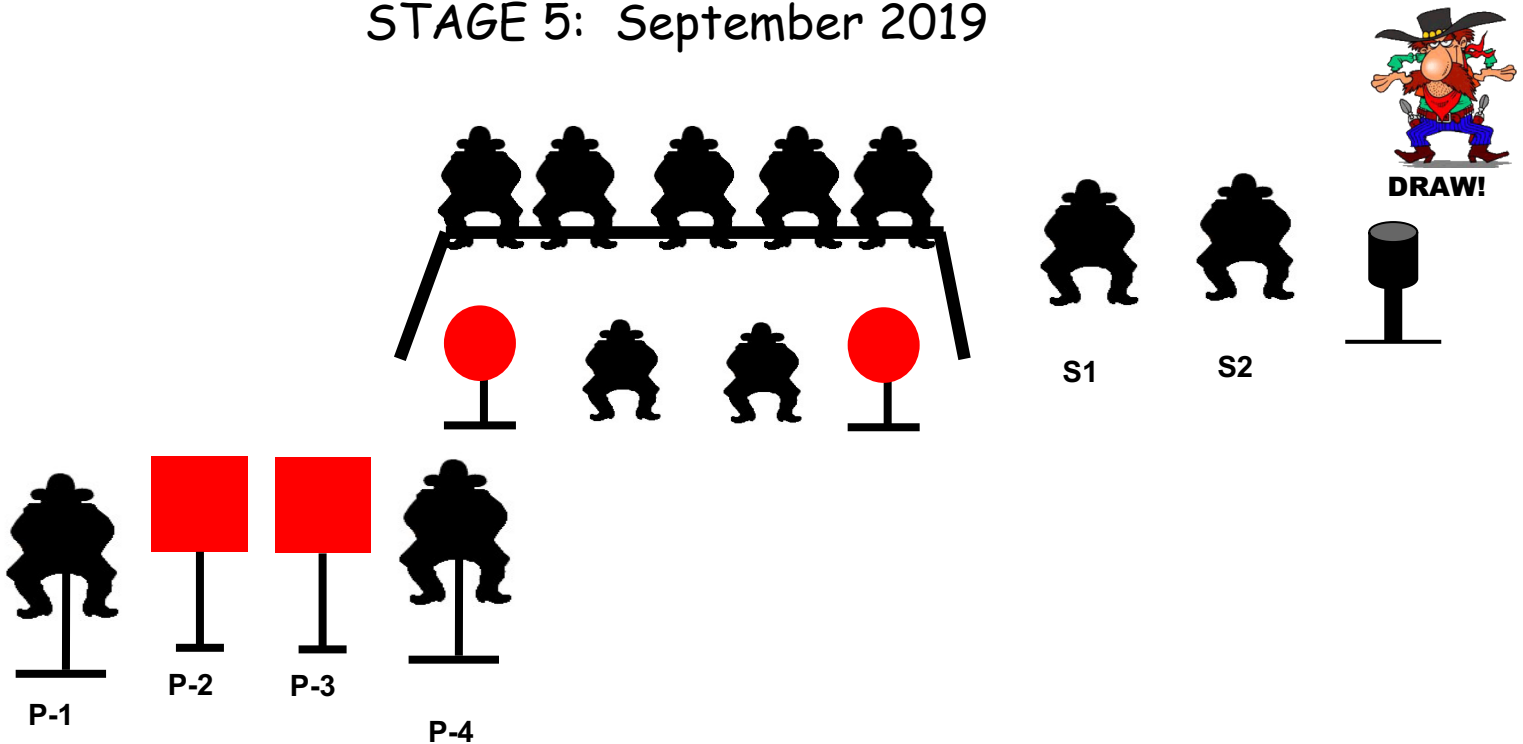 STAGE 5:  September 2019
DRAW!
S1
S2
P-1
P-2
P-3
P-4